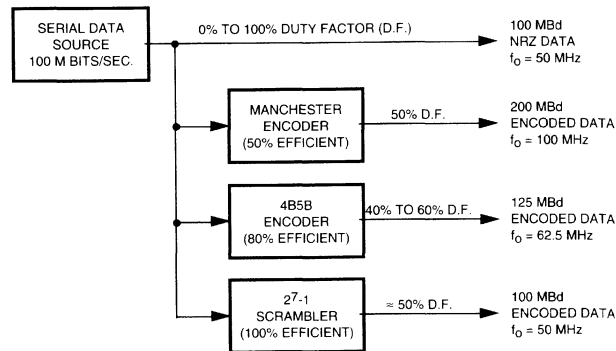 SERIAL DATA
SOURCE
100 M BITS/SEC.
0% TO 100% DUTY FACTOR (D.F.)
100 MBd
NRZ DATA
fo = 50 MHz
MANCHESTER
ENCODER
(50% EFFICIENT)
50% D.F.
200 MBd
ENCODED DATA
fo = 100 MHz
4B5B
ENCODER
(80% EFFICIENT)
40% TO 60% D.F.
125 MBd
ENCODED DATA
fo = 62.5 MHz
2⁷-1
SCRAMBLER
(100% EFFICIENT)
≈ 50% D.F.
100 MBd
ENCODED DATA
fo = 50 MHz